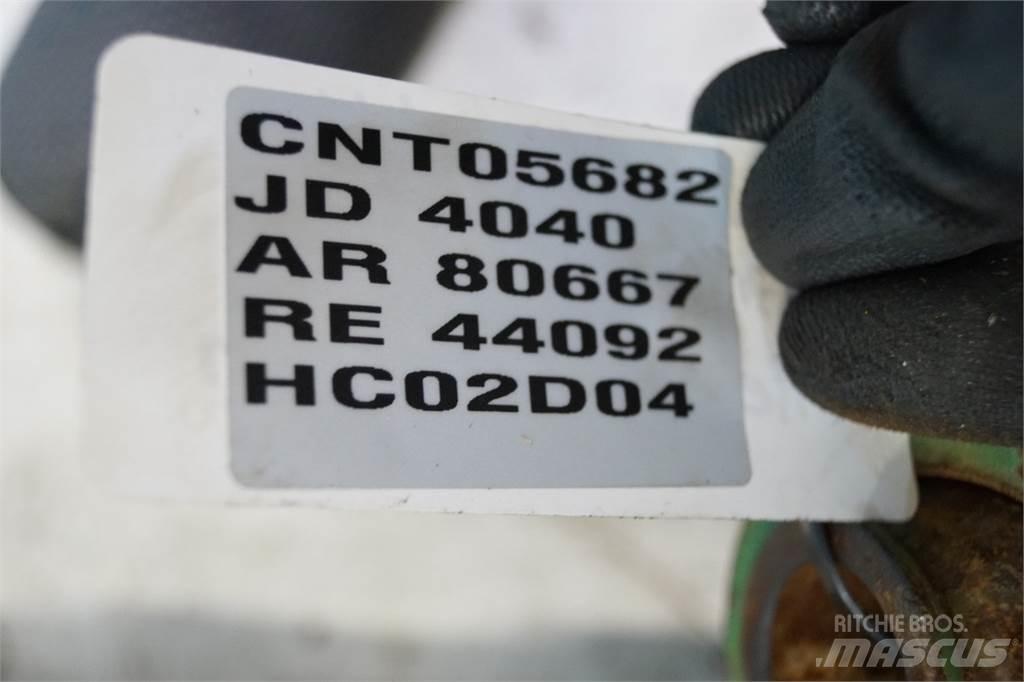 CNT05682
JD 4040
AR 80667
RE 44092
HC02D04
RITCHIE BROS.
MASCUS